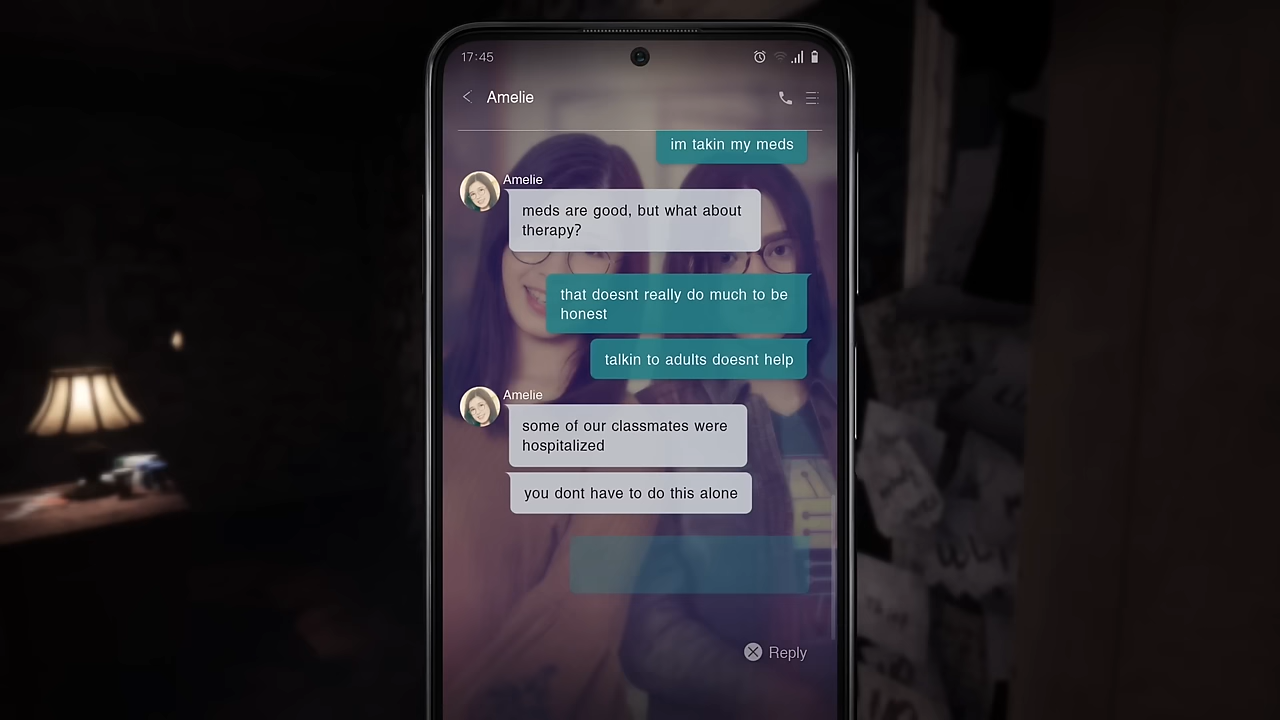 17:45
Amelie
im takin my meds
Amelie
meds are good, but what about
therapy?
that doesnt really do much to be
honest
talkin to adults doesnt help
Amelie
some of our classmates were
hospitalized
you dont have to do this alone
Reply